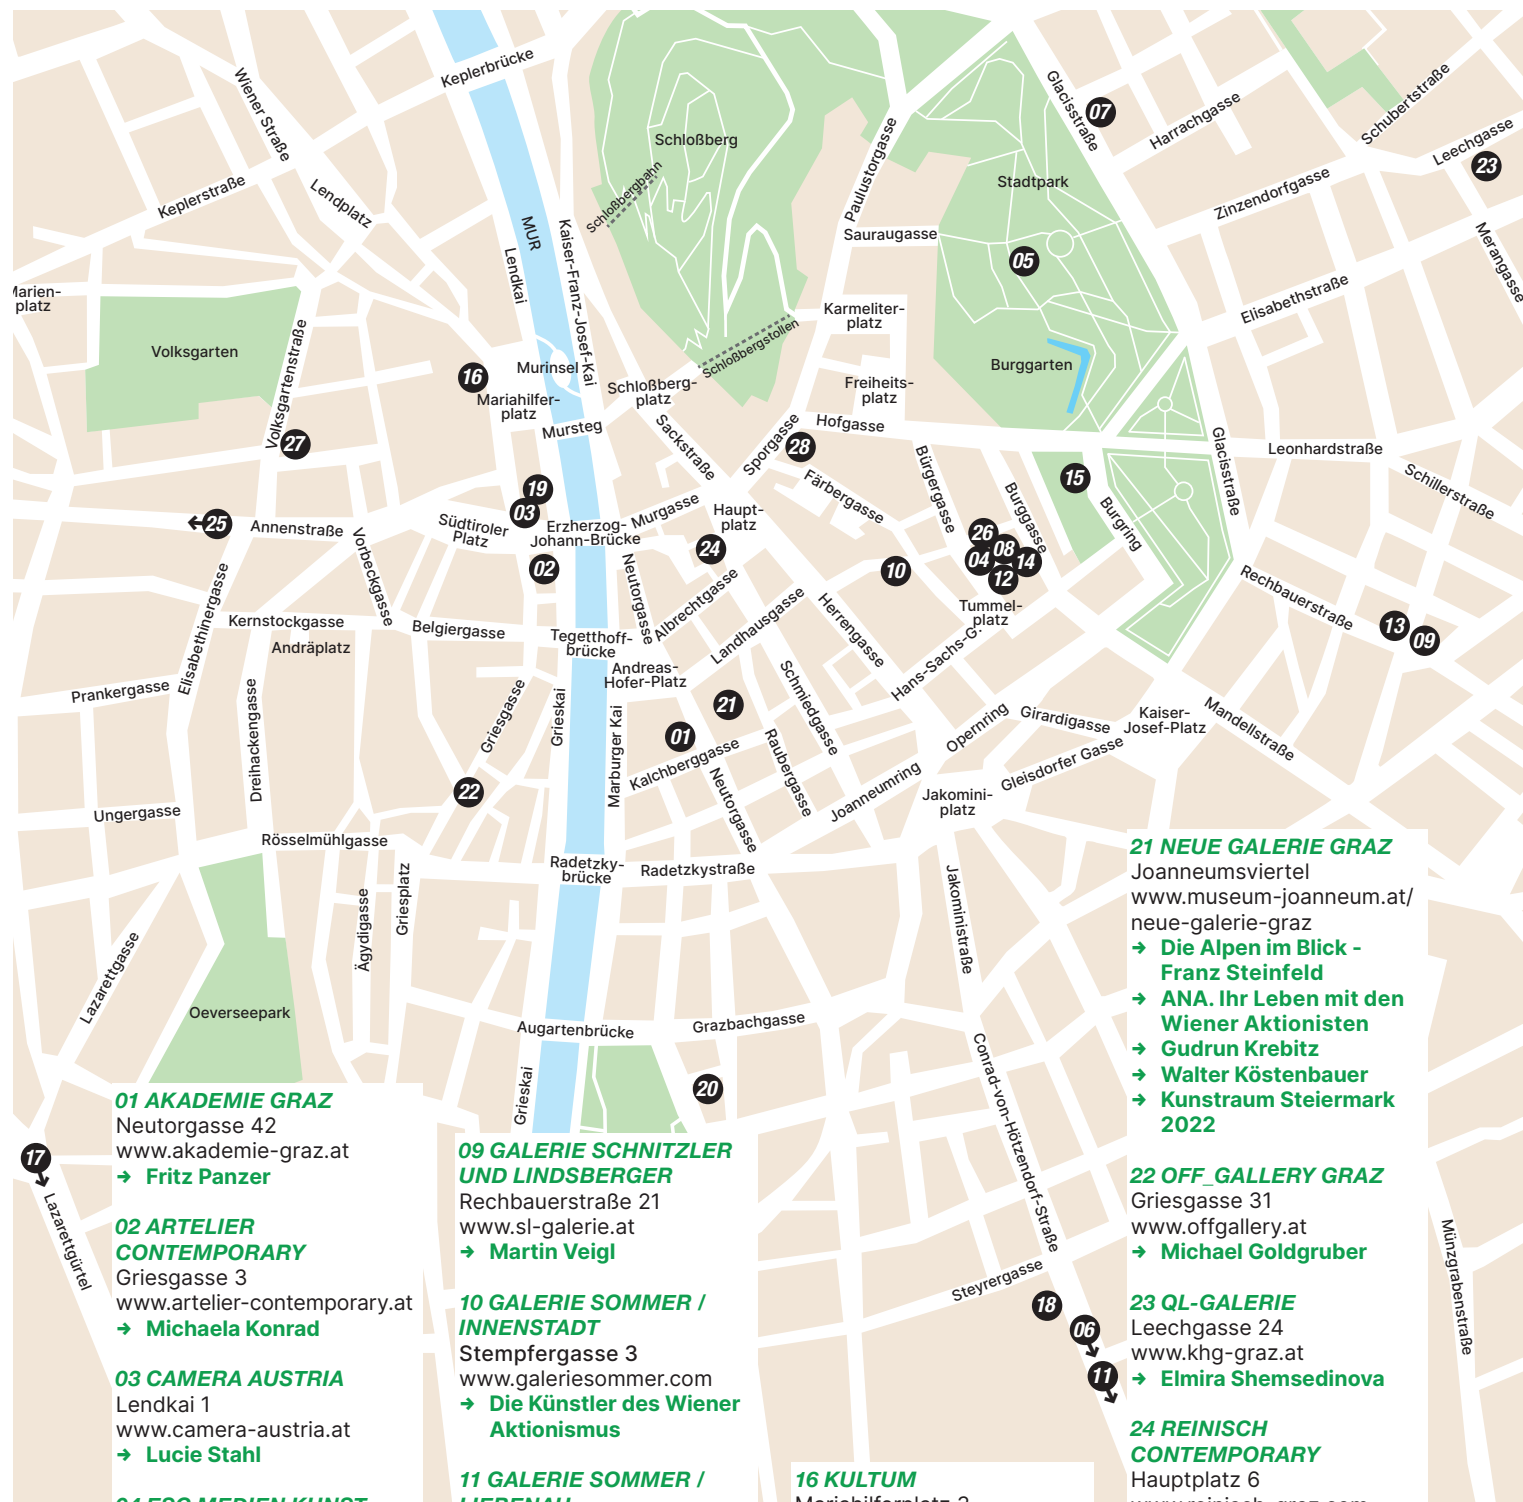 Keplerbrücke
Wiener Straße
Glacisstraße
07
Harrachgasse
Schubertstraße
Leechgasse
23
Schloßberg
Schloßbergbahn
Paulustorgasse
Stadtpark
Zinzendorfgasse
Merangasse
Keplerstraße
Lendplatz
MUR
Lendkai
Kaiser-Franz-Josef-Kai
Sauraugasse
05
Elisabethstraße
Marien-
platz
Karmeliter-
platz
Schloßbergstollen
Volksgarten
Volksgartenstraße
16
Murinsel
Mariahilfer-
platz
Schloßberg-
platz
Freiheits-
platz
Burggarten
Mursteg
Sackstraße
Sporgasse
Hofgasse
28
27
Leonhardstraße
Glacisstraße
Schillerstraße
Färbergasse
Bürgergasse
Burggasse
15
Burgring
19
03
25
Annenstraße
Vorbeckgasse
Südtiroler
Platz
Erzherzog-
Johann-Brücke
Murgasse
Haupt-
platz
24
02
26
08
04
14
12
10
Neutorgasse
Albrechtgasse
Landhausgasse
Herrengasse
Tummel-
platz
Rechbauerstraße
13
09
Elisabethinergasse
Kernstockgasse
Andräplatz
Belgiergasse
Tegetthoff-
brücke
Andreas-
Hofer-Platz
Hans-Sachs-G.
Prankergasse
Dreihackengasse
Griesgasse
Grieskai
Marburger Kai
21
01
Kalchberggasse
Schmiedgasse
Raubergasse
Neutorgasse
Opernring
Girardigasse
Kaiser-
Josef-Platz
Mandellstraße
Gleisdorfer Gasse
Joanneumring
Jakomini-
platz
22
Ungergasse
Rösselmühlgasse
Radetzky-
brücke
Radetzkystraße
Ägydigasse
Griesplatz
Jakoministraße
Lazarettgasse
Oeverseepark
Augartenbrücke
Grazbachgasse
Grieskai
20
Conrad-von-Hötzendorf-Straße
17
Lazarettgürtel
Steyrergasse
18
06
11
Münzgrabenstraße
01 AKADEMIE GRAZ
Neutorgasse 42
www.akademie-graz.at
→ Fritz Panzer
02 ARTELIER
CONTEMPORARY
Griesgasse 3
www.artelier-contemporary.at
→ Michaela Konrad
03 CAMERA AUSTRIA
Lendkai 1
www.camera-austria.at
→ Lucie Stahl
04 ESC MEDIEN KUNST
09 GALERIE SCHNITZLER
UND LINDSBERGER
Rechbauerstraße 21
www.sl-galerie.at
→ Martin Veigl
10 GALERIE SOMMER /
INNENSTADT
Stempfergasse 3
www.galeriesommer.com
→ Die Künstler des Wiener
Aktionismus
11 GALERIE SOMMER /
LIEBENAU
16 KULTUM
Mariahilferplatz 3
21 NEUE GALERIE GRAZ
Joanneumsviertel
www.museum-joanneum.at/
neue-galerie-graz
→ Die Alpen im Blick -
Franz Steinfeld
→ ANA. Ihr Leben mit den
Wiener Aktionisten
→ Gudrun Krebitz
→ Walter Köstenbauer
→ Kunstraum Steiermark
2022
22 OFF_GALLERY GRAZ
Griesgasse 31
www.offgallery.at
→ Michael Goldgruber
23 QL-GALERIE
Leechgasse 24
www.khg-graz.at
→ Elmira Shemsedinova
24 REINISCH
CONTEMPORARY
Hauptplatz 6
www.reinisch-graz.com